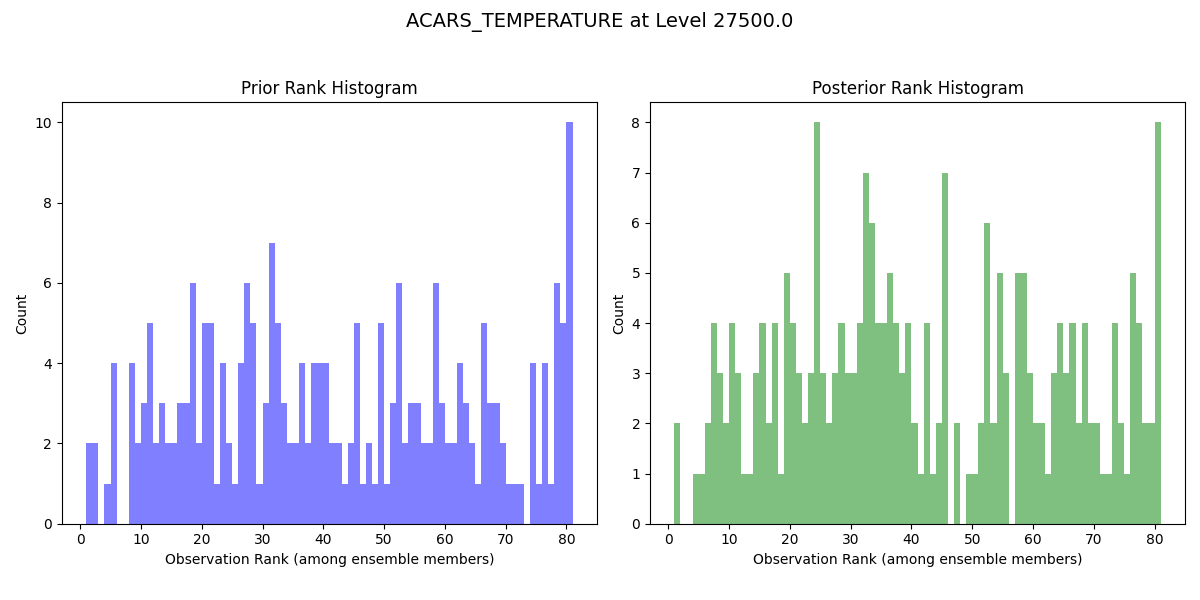 ACARS_TEMPERATURE at Level 27500.0
Prior Rank Histogram
Count
10
8
6
4
2
0
0 10 20 30 40 50 60 70 80
Observation Rank (among ensemble members)
Posterior Rank Histogram
Count
8
7
6
5
4
3
2
1
0
0 10 20 30 40 50 60 70 80
Observation Rank (among ensemble members)